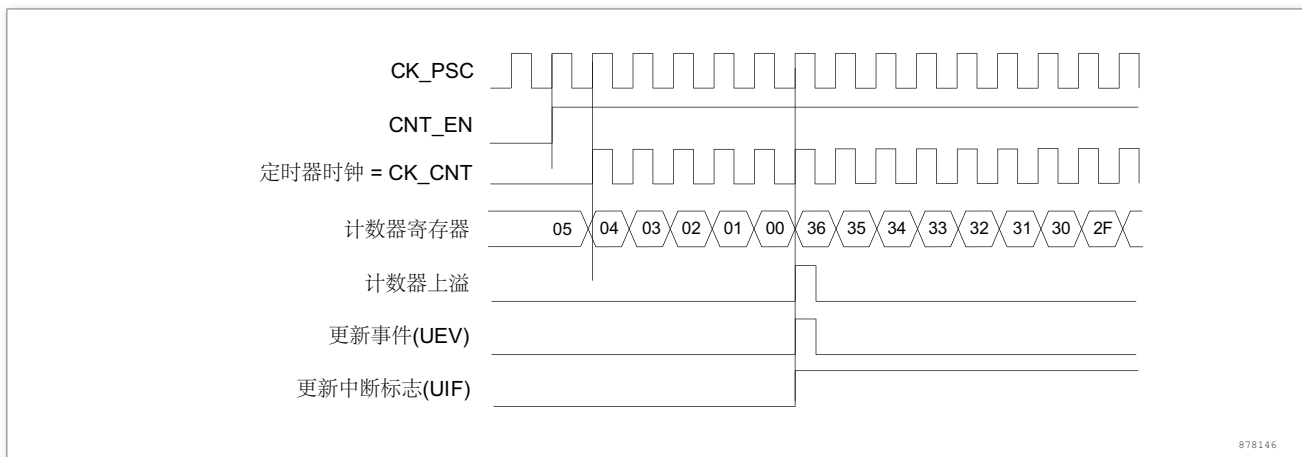 CK_PSC
CNT_EN
定时器时钟 = CK_CNT
计数器寄存器 05 04 03 02 01 00 36 35 34 33 32 31 30 2F
计数器上溢
更新事件(UEV)
更新中断标志(UIF)
878146